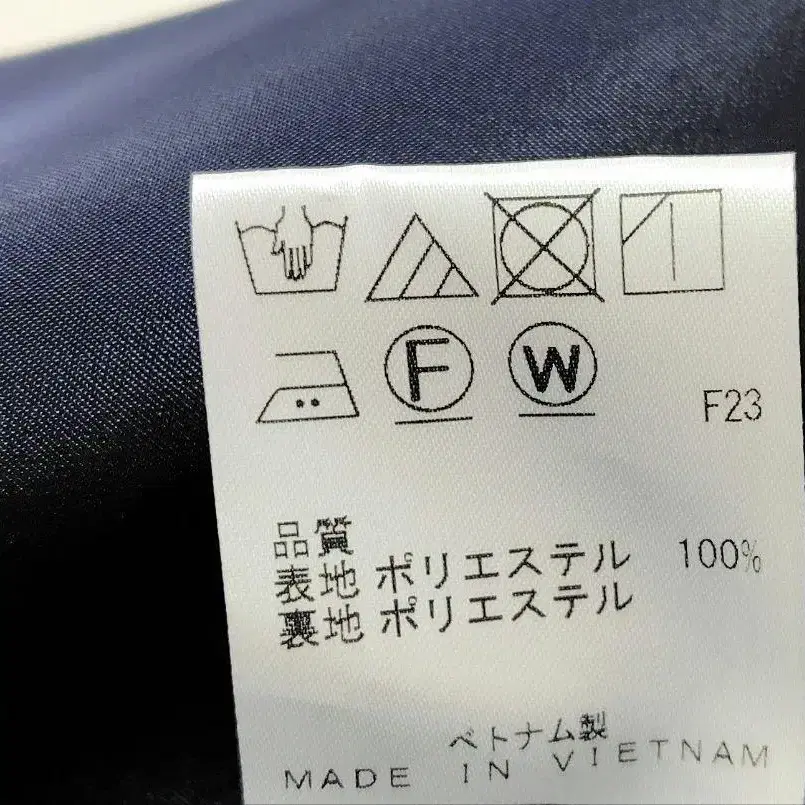 F W
F23
品質
表地 ポリエステル 100%
裏地 ポリエステル
ベトナム製
MADE IN VIETNAM